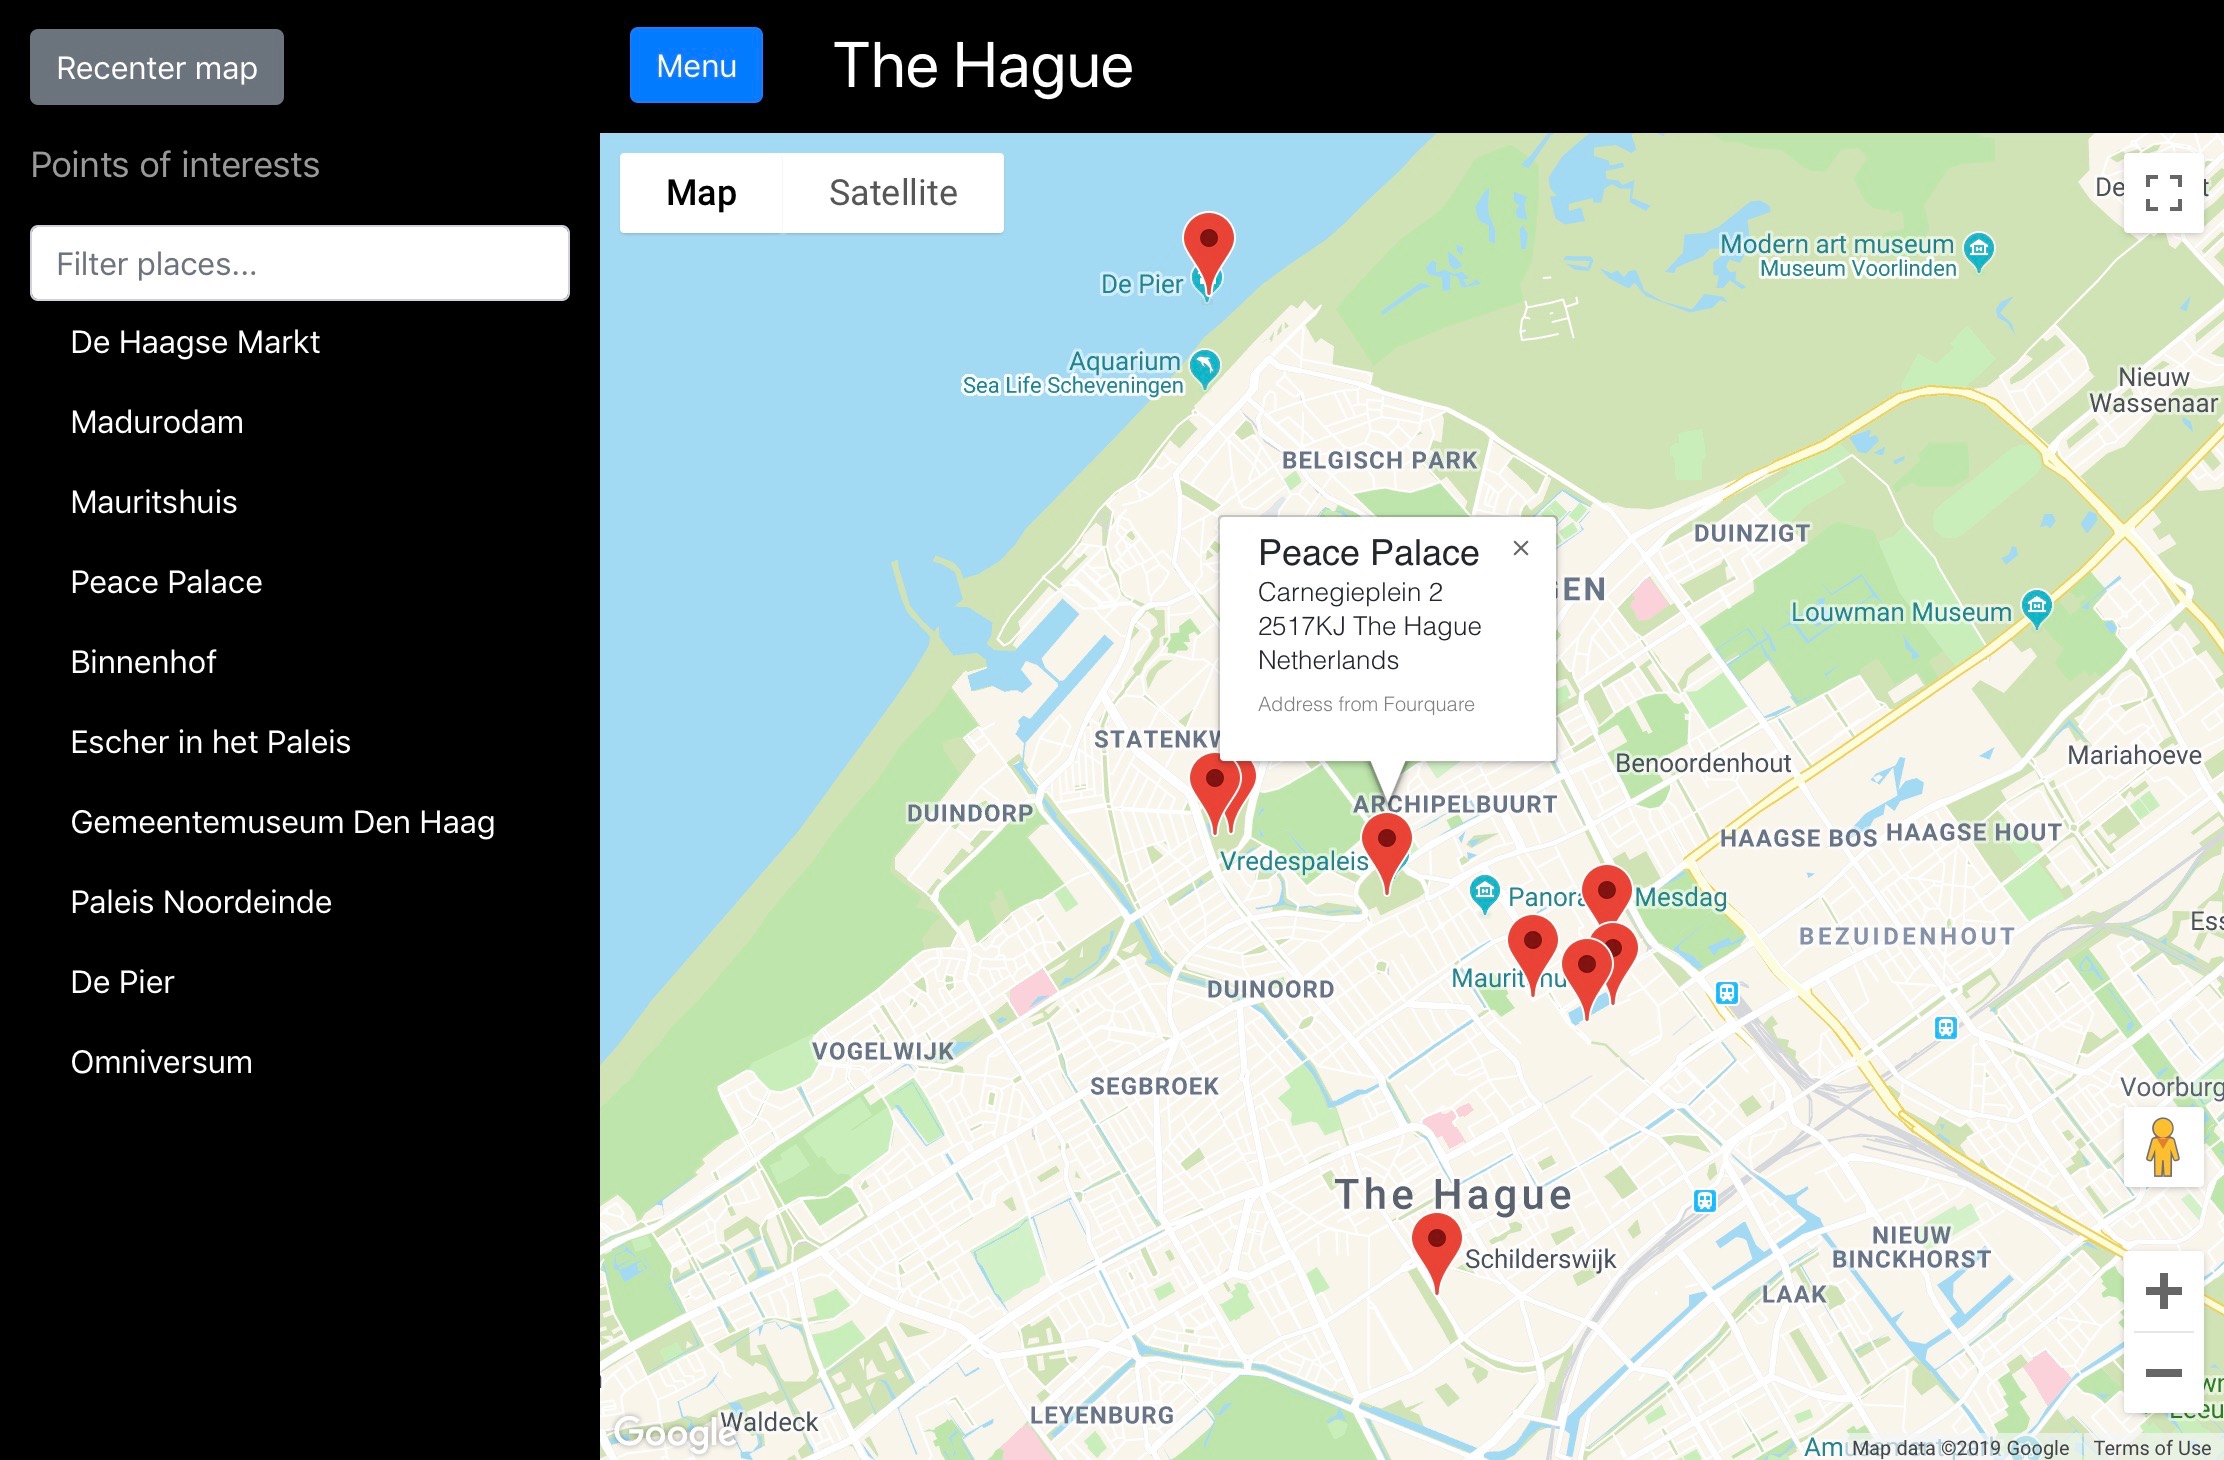 Recenter map
Menu
The Hague
Points of interests
Filter places...
De Haagse Markt
Madurodam
Mauritshuis
Peace Palace
Binnenhof
Escher in het Paleis
Gemeentemuseum Den Haag
Paleis Noordeinde
De Pier
Omniversum
Map
Satellite
De Pier
Modern art museum
Museum Voorlinden
Aquarium
Sea Life Scheveningen
Nieuw
Wassenaar
BELGISCH PARK
DUINZIGT
Peace Palace
Carnegieplein 2
2517KJ The Hague
Netherlands
Address from Fourquare
Louwman Museum
Benoordenhout
Mariahoeve
DUINDORP
ARCHIPELBUURT
HAAGSE BOS
HAAGSE HOUT
Vredespaleis
Mesdag
BEZUIDENHOUT
DUINOORD
VOGELWIJK
SEGBROEK
Voorburg
The Hague
Schilderswijk
NIEUW
BINCKHORST
LAAK
LEYENBURG
Waldeck
Google
Map data ©2019 Google
Terms of Use